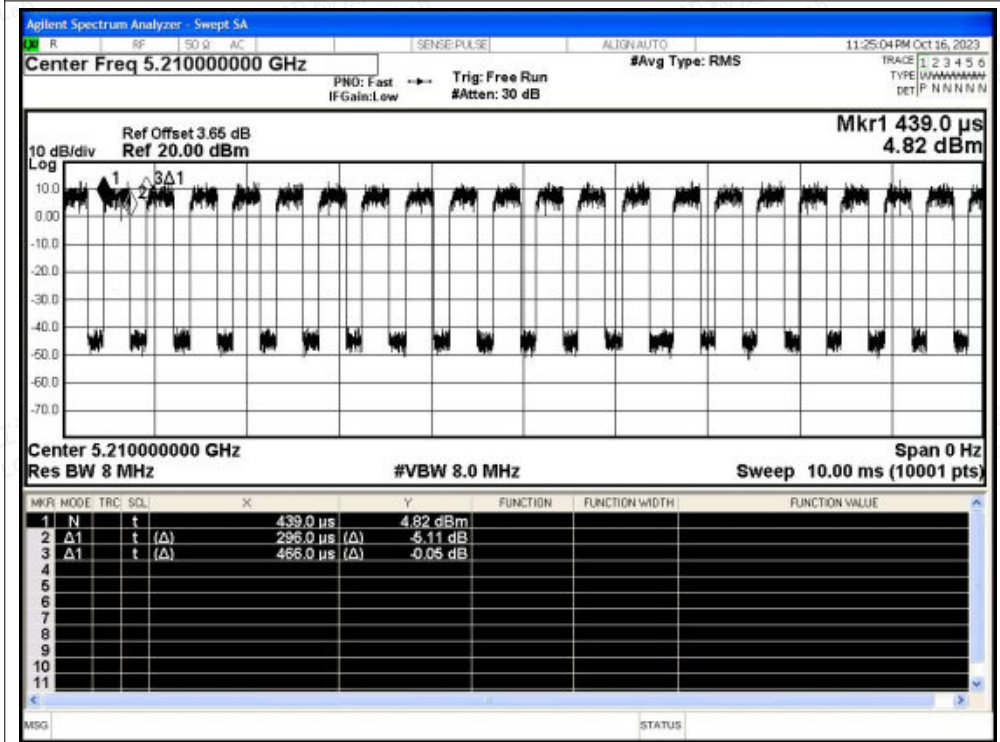 Agilent Spectrum Analyzer - Swept SA
LXI R RF 50 Ω AC SENSE:PULSE ALIGNAUTO 11:25:04 PM Oct 16, 2023
Center Freq 5.210000000 GHz #Avg Type: RMS TRACE 1 2 3 4 5 6
PNO: Fast Trig: Free Run TYPE
IFGain:Low #Atten: 30 dB DET P N N N N N
Mkr1 439.0 µs
4.82 dBm
Ref Offset 3.65 dB
10 dB/div Ref 20.00 dBm
Log
1 2Δ1 3Δ1
10.0
0.00
-10.0
-20.0
-30.0
-40.0
-50.0
-60.0
-70.0
Center 5.210000000 GHz Span 0 Hz
Res BW 8 MHz #VBW 8.0 MHz Sweep 10.00 ms (10001 pts)
MKR MODE TRC SCL X Y FUNCTION FUNCTION WIDTH FUNCTION VALUE
1 N t 439.0 µs 4.82 dBm
2 Δ1 t (Δ) 296.0 µs (Δ) -5.11 dB
3 Δ1 t (Δ) 466.0 µs (Δ) -0.05 dB
4
5
6
7
8
9
10
11
MSG STATUS